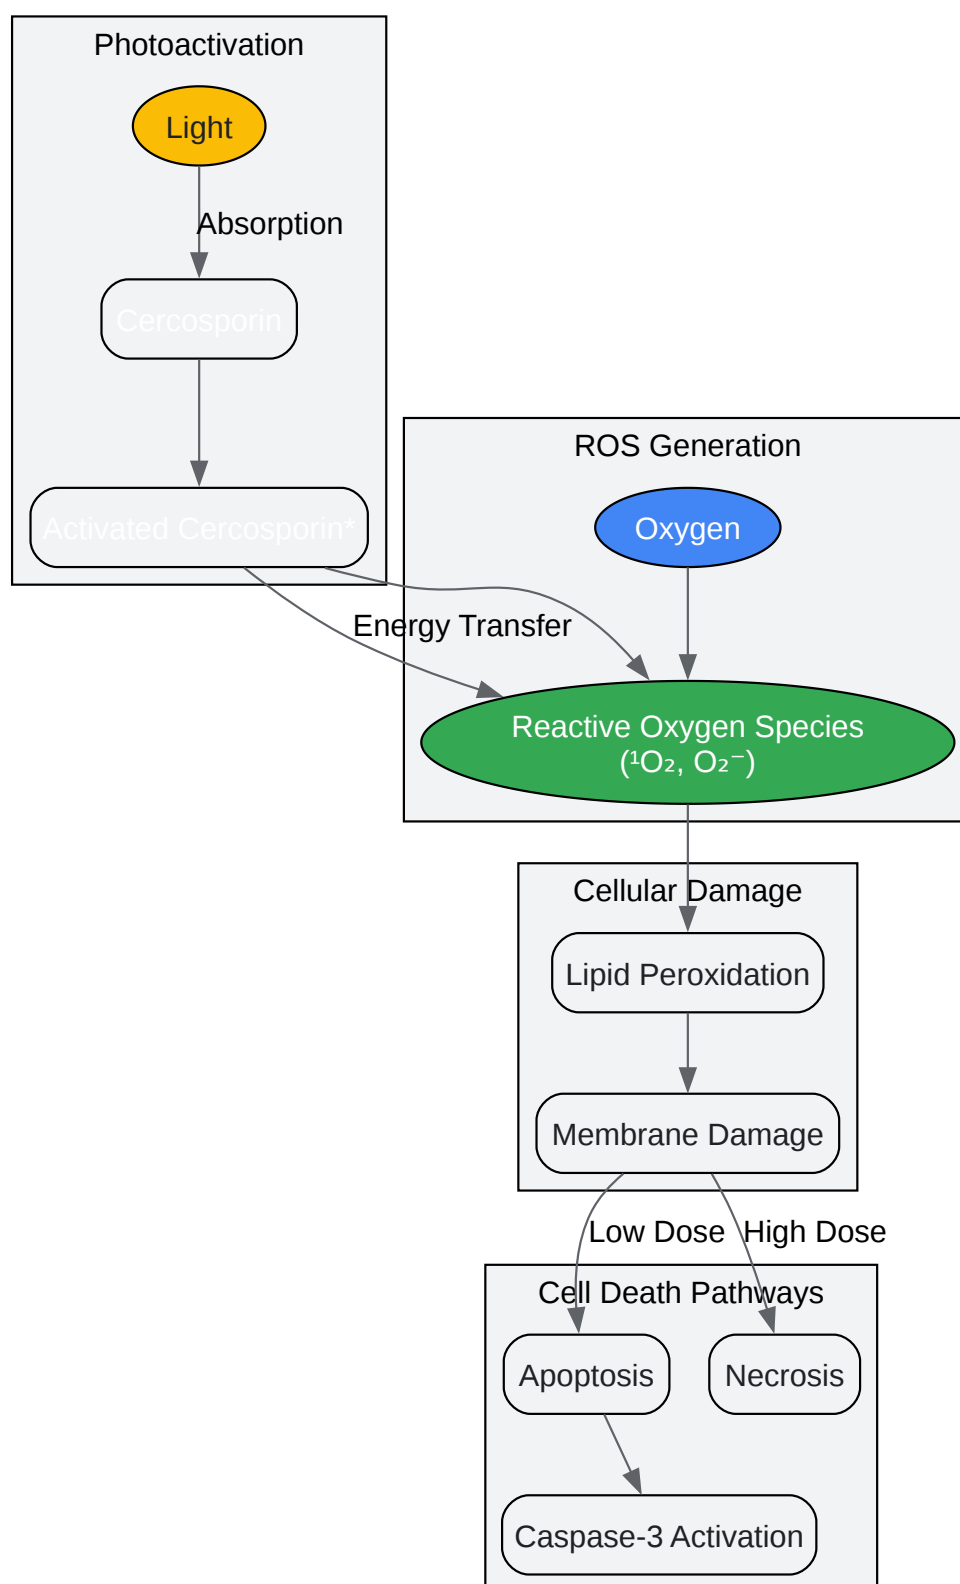 Photoactivation
Light
Absorption
Cercosporin
Activated Cercosporin*
ROS Generation
Oxygen
Energy Transfer
Reactive Oxygen Species
(¹O₂, O₂⁻)
Cellular Damage
Lipid Peroxidation
Membrane Damage
Low Dose
High Dose
Cell Death Pathways
Apoptosis
Necrosis
Caspase-3 Activation